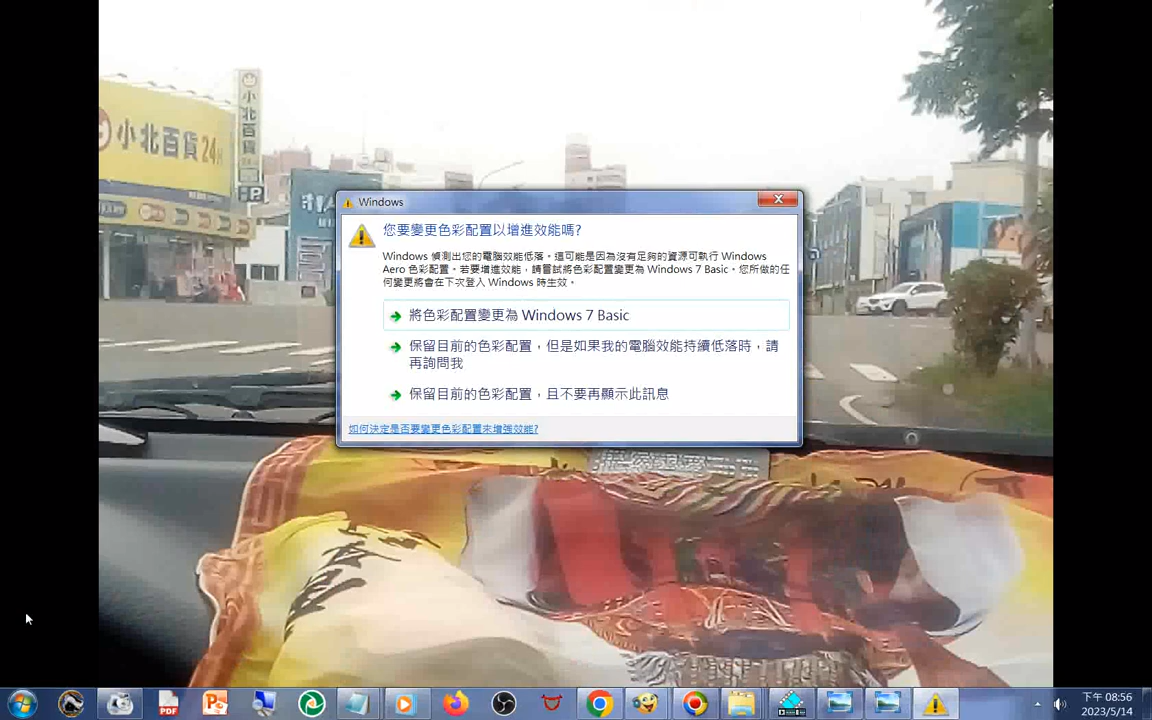 小北百貨24H
小北百貨
P
Windows
您要變更色彩配置以增進效能嗎?
Windows 偵測出您的電腦效能低落。這可能是因為沒有足夠的資源可執行 Windows
Aero 色彩配置。若要增進效能，請嘗試將色彩配置變更為 Windows 7 Basic。您所做的任
何變更將會在下次登入 Windows 時生效。
將色彩配置變更為 Windows 7 Basic
保留目前的色彩配置，但是如果我的電腦效能持續低落時，請
再詢問我
保留目前的色彩配置，且不要再顯示此訊息
如何決定是否要變更色彩配置來增強效能?
PDF
下午 08:56
2023/5/14